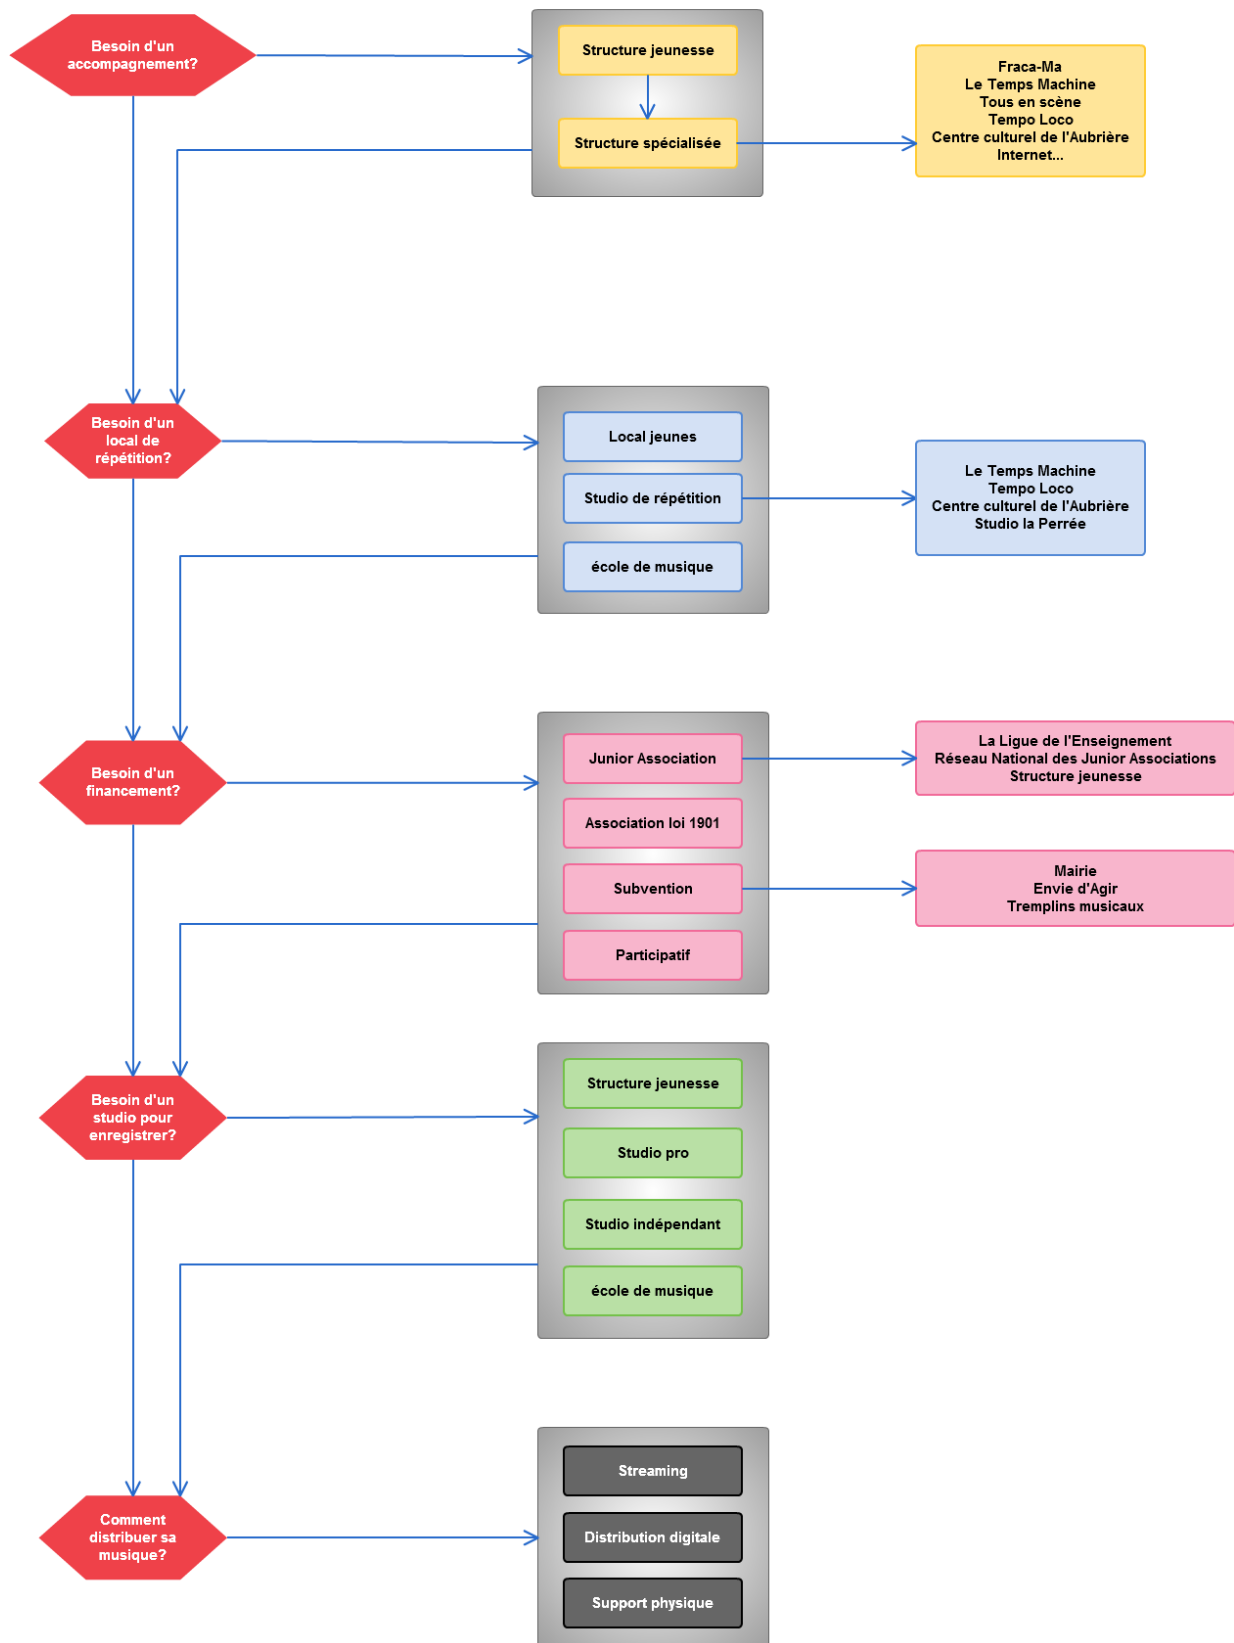 Besoin d'un
accompagnement?
Structure jeunesse
Structure spécialisée
Fraca-Ma
Le Temps Machine
Tous en scène
Tempo Loco
Centre culturel de l'Aubrière
Internet...
Besoin d'un
local de
répétition?
Local jeunes
Studio de répétition
école de musique
Le Temps Machine
Tempo Loco
Centre culturel de l'Aubrière
Studio la Perrée
Besoin d'un
financement?
Junior Association
Association loi 1901
Subvention
Participatif
La Ligue de l'Enseignement
Réseau National des Junior Associations
Structure jeunesse
Mairie
Envie d'Agir
Tremplins musicaux
Besoin d'un
studio pour
enregistrer?
Structure jeunesse
Studio pro
Studio indépendant
école de musique
Comment
distribuer sa
musique?
Streaming
Distribution digitale
Support physique